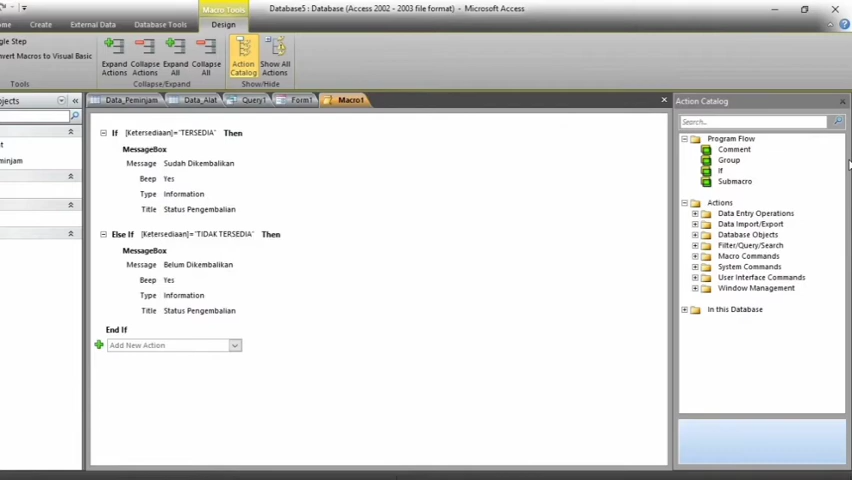 Macro Tools
Database5 : Database (Access 2002 - 2003 file format) - Microsoft Access
Create External Data Database Tools Design
gle Step
vert Macros to Visual Basic
Expand Actions
Collapse Actions
Expand All
Collapse All
Action Catalog
Show All Actions
Tools Collapse/Expand Show/Hide
bjects
Data_Peminjam Data_Alat Query1 Form1 Macro1
Action Catalog
Search...
If [Ketersediaan]="TERSEDIA" Then
MessageBox
Message Sudah Dikembalikan
Beep Yes
Type Information
Title Status Pengembalian
Else If [Ketersediaan]="TIDAK TERSEDIA" Then
MessageBox
Message Belum Dikembalikan
Beep Yes
Type Information
Title Status Pengembalian
End If
Add New Action
Program Flow
Comment
Group
If
Submacro
Actions
Data Entry Operations
Data Import/Export
Database Objects
Filter/Query/Search
Macro Commands
System Commands
User Interface Commands
Window Management
In this Database